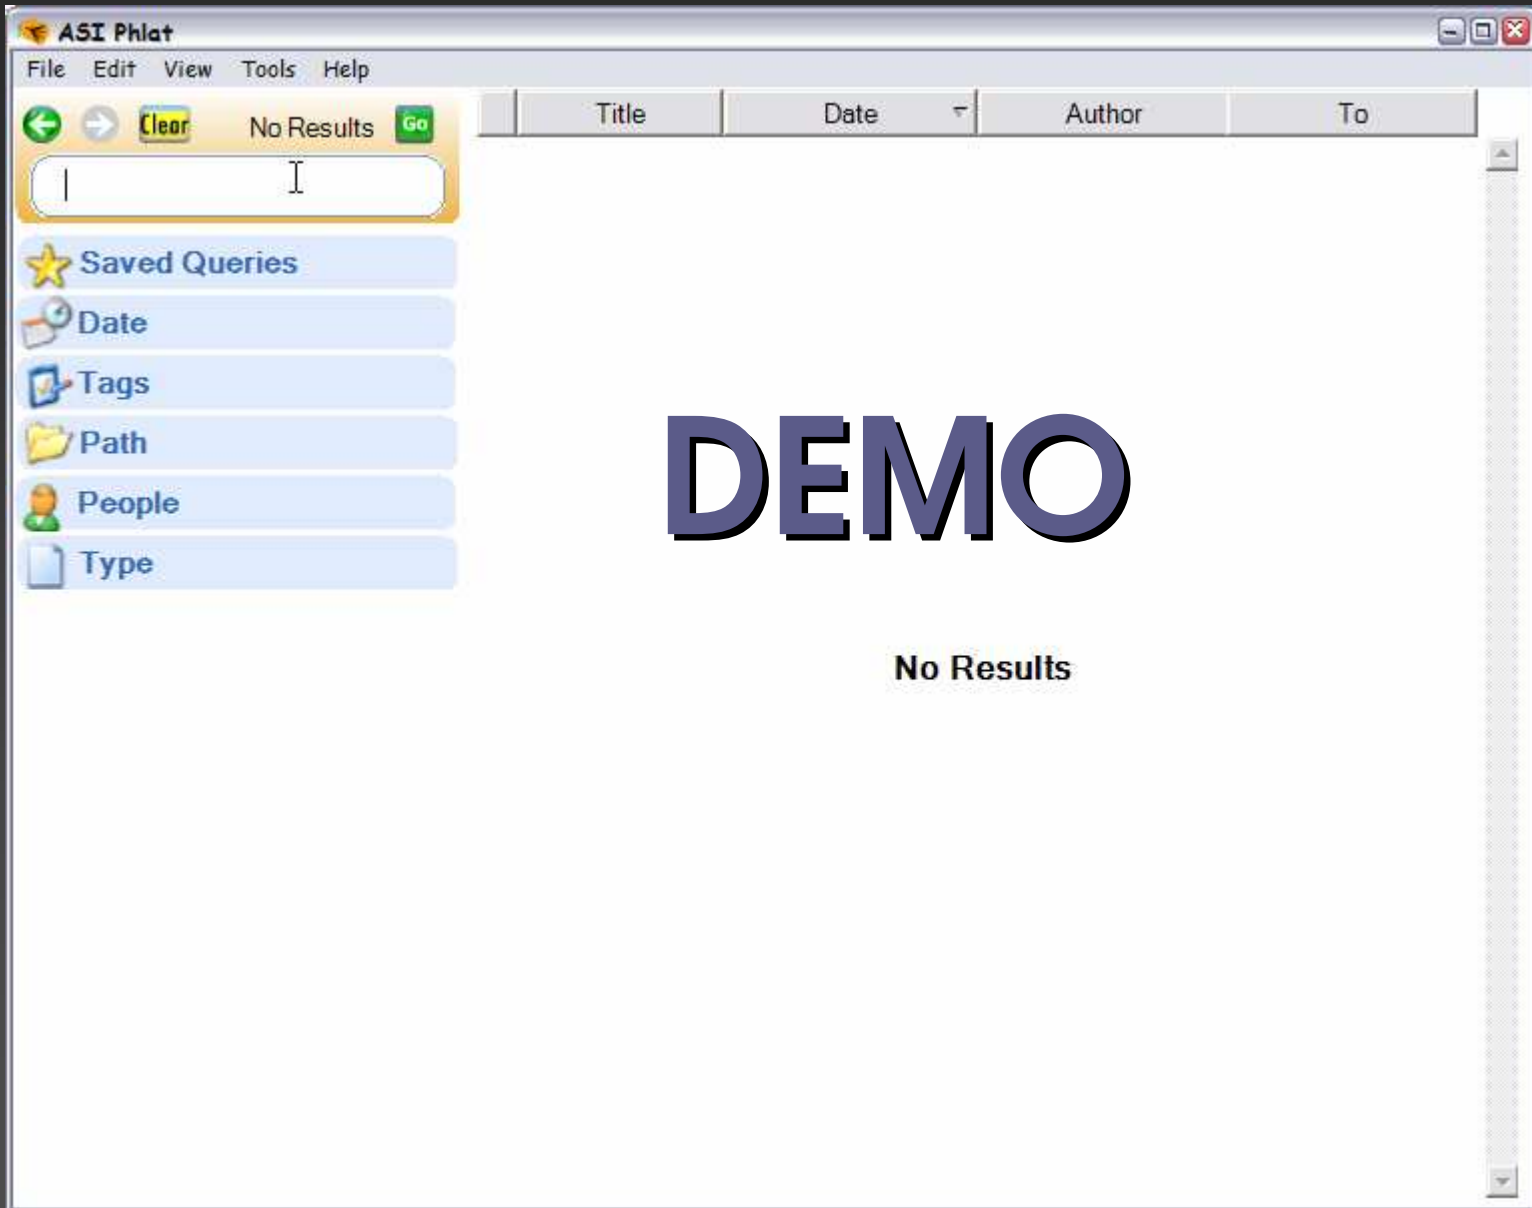 ASI Phlat
File Edit View Tools Help
Clear No Results Go
Title Date Author To
Saved Queries
Date
Tags
Path
People
Type
DEMO
No Results